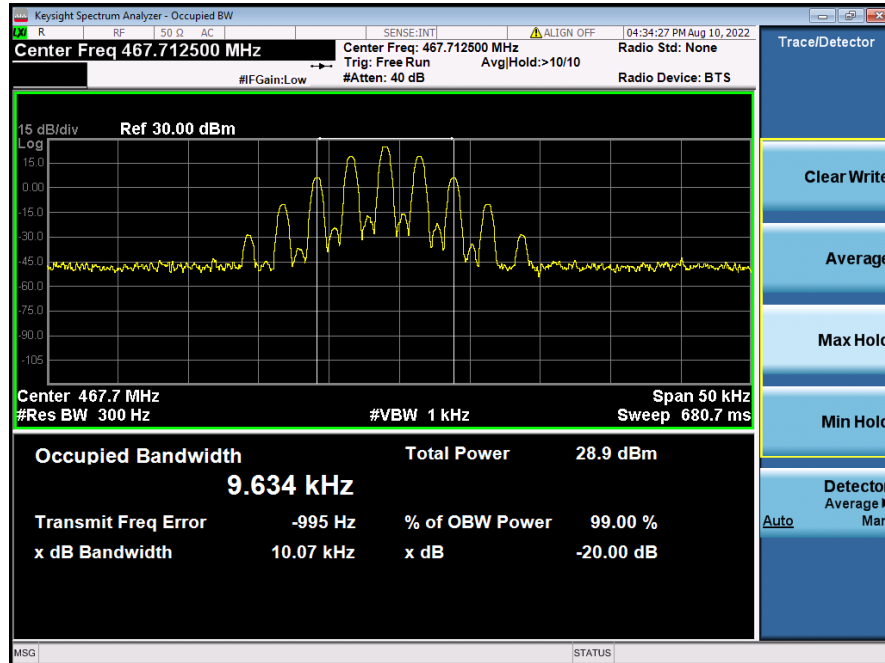 Keysight Spectrum Analyzer - Occupied BW
LXI R RF 50 Ω AC SENSE:INT ALIGN OFF 04:34:27 PM Aug 10, 2022
Center Freq 467.712500 MHz
Center Freq: 467.712500 MHz Radio Std: None
Trig: Free Run Avg|Hold:>10/10
#IFGain:Low #Atten: 40 dB Radio Device: BTS
Trace/Detector
15 dB/div Ref 30.00 dBm
Log
15.0
0.00
-15.0
-30.0
-45.0
-60.0
-75.0
-90.0
-105
Center 467.7 MHz Span 50 kHz
#Res BW 300 Hz #VBW 1 kHz Sweep 680.7 ms
Occupied Bandwidth Total Power 28.9 dBm
9.634 kHz
Transmit Freq Error -995 Hz % of OBW Power 99.00 %
x dB Bandwidth 10.07 kHz x dB -20.00 dB
Clear Write
Average
Max Hold
Min Hold
Detector
Average
Auto Man
MSG STATUS